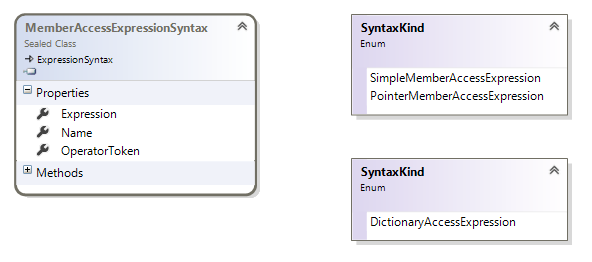 MemberAccessExpressionSyntax
Sealed Class
ExpressionSyntax
Properties
Expression
Name
OperatorToken
Methods
SyntaxKind
Enum
SimpleMemberAccessExpression
PointerMemberAccessExpression
SyntaxKind
Enum
DictionaryAccessExpression